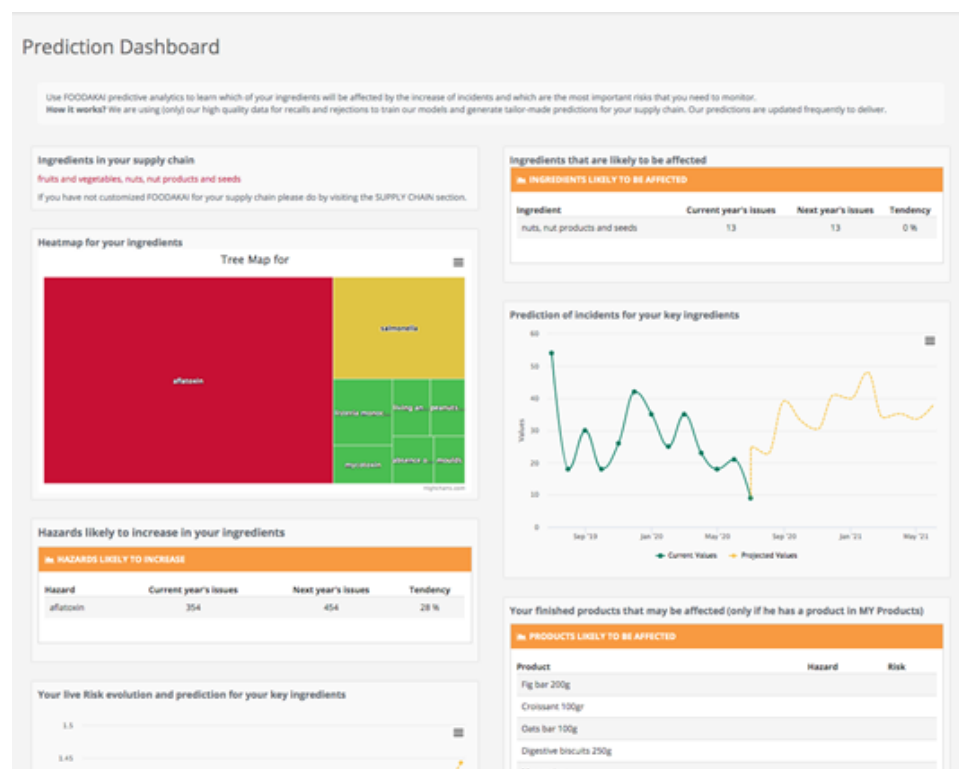 Prediction Dashboard
Use FOODAKAI predictive analytics to learn which of your ingredients will be affected by the increase of incidents and which are the most important risks that you need to monitor.
How it works? We are using (only) our high quality data for recalls and rejections to train our models and generate tailor-made predictions for your supply chain. Our predictions are updated frequently to deliver.
Ingredients in your supply chain
fruits and vegetables, nuts, nut products and seeds
If you have not customized FOODAKAI for your supply chain please do by visiting the SUPPLY CHAIN section.
Heatmap for your ingredients
Tree Map for
aflatoxin
salmonella
living an...
peanuts...
mycotoxin
absence o...
moulds
highcharts.com
Hazards likely to increase in your ingredients
HAZARDS LIKELY TO INCREASE
Hazard Current year's issues Next year's issues Tendency
aflatoxin 354 454 28 %
Your live Risk evolution and prediction for your key ingredients
1.5
1.45
Ingredients that are likely to be affected
INGREDIENTS LIKELY TO BE AFFECTED
Ingredient Current year's issues Next year's issues Tendency
nuts, nut products and seeds 13 13 0 %
Prediction of incidents for your key ingredients
60
50
40
30
20
10
0
Values
Sep '19 Jan '20 May '20 Sep '20 Jan '21 May '21
Current Values Projected Values
Your finished products that may be affected (only if he has a product in MY Products)
PRODUCTS LIKELY TO BE AFFECTED
Product Hazard Risk
Fig bar 200g
Croissant 100gr
Oats bar 100g
Digestive biscuits 250g